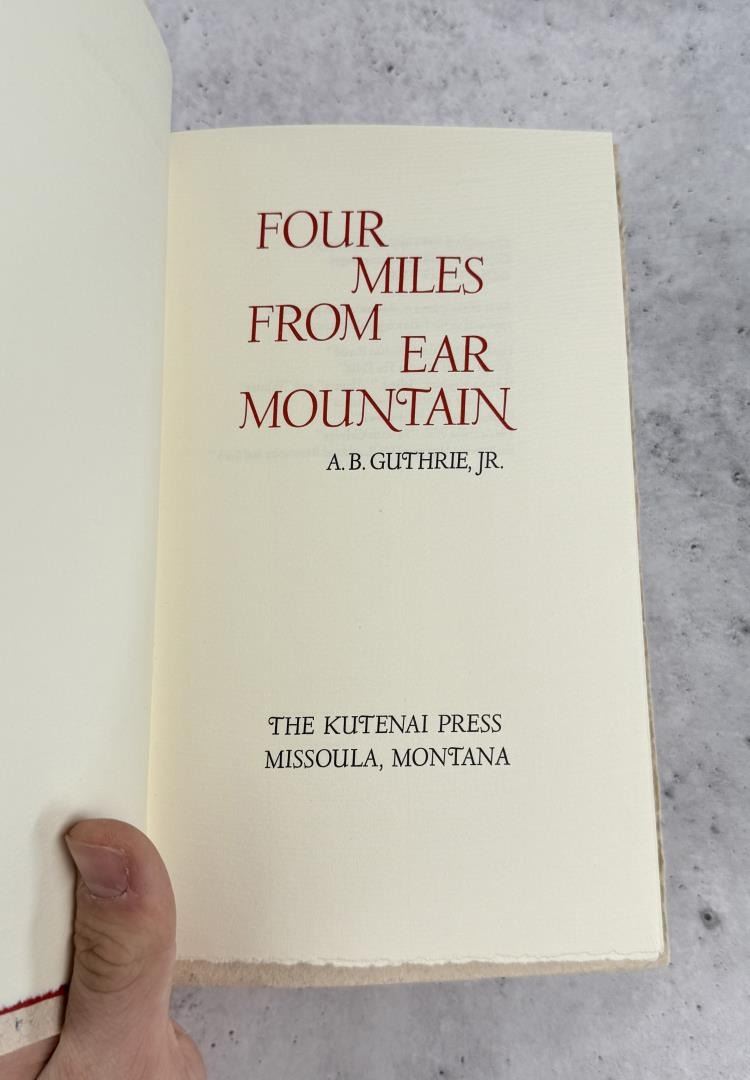 FOUR
MILES
FROM
EAR
MOUNTAIN
A. B. GUTHRIE, JR.
THE KUTENAI PRESS
MISSOULA, MONTANA